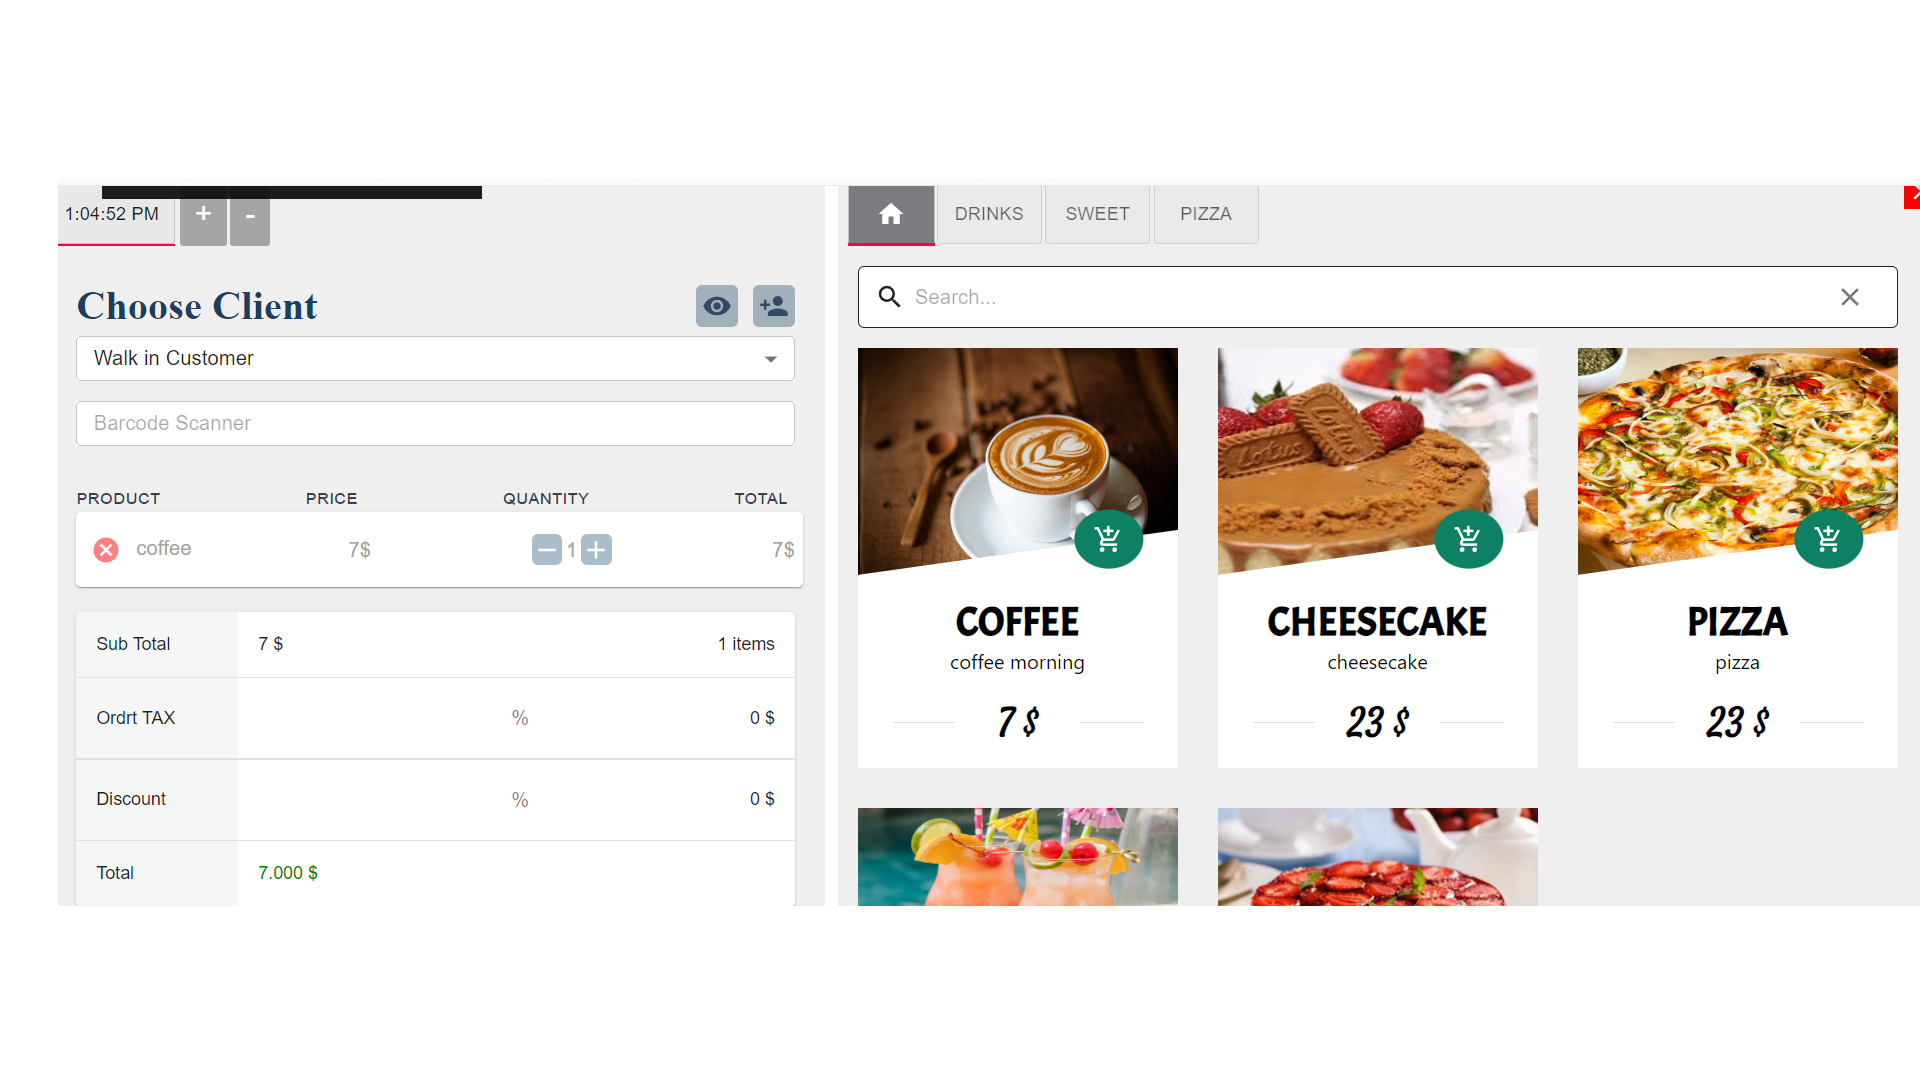 1:04:52 PM + -
Choose Client
Walk in Customer
Barcode Scanner
PRODUCT PRICE QUANTITY TOTAL
coffee 7$ 1 7$
Sub Total 7 $ 1 items
Ordrt TAX % 0 $
Discount % 0 $
Total 7.000 $
DRINKS SWEET PIZZA
Search...
COFFEE
coffee morning
7 $
Lotus
Lotus
CHEESECAKE
cheesecake
23 $
PIZZA
pizza
23 $